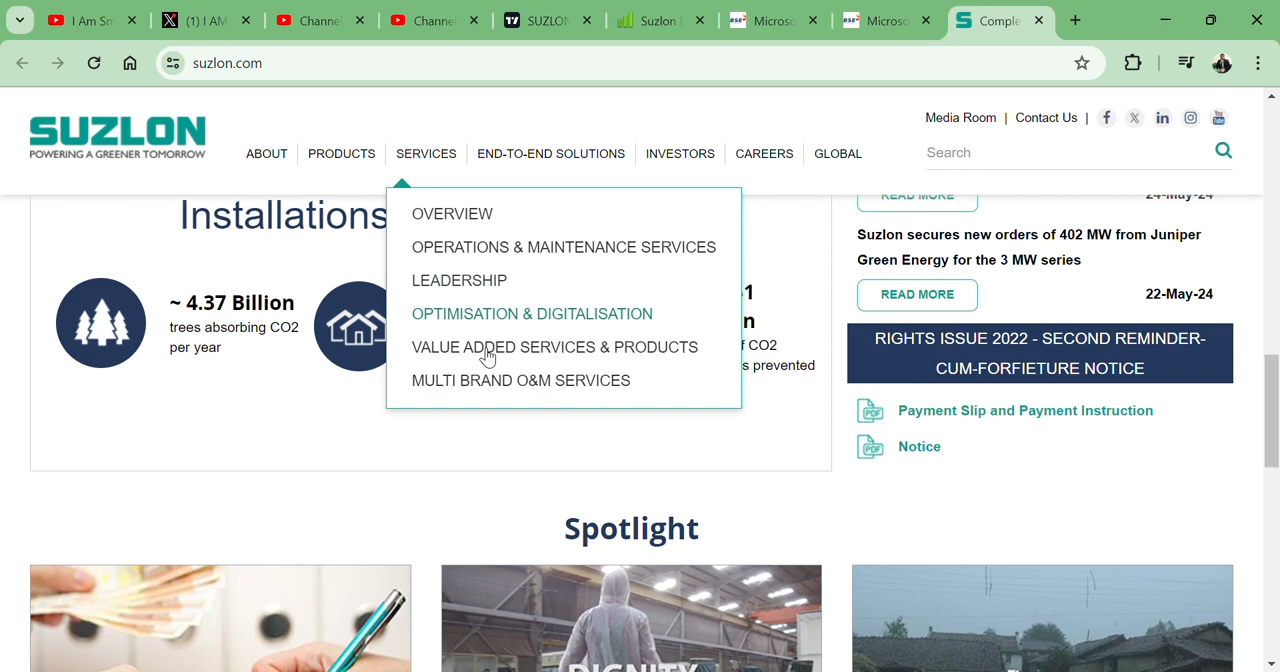 I Am Sm
(1) I AM
Channel
Channel
SUZLON
Suzlon
Microso
Microso
Comple
suzlon.com
Media Room | Contact Us |
SUZLON
POWERING A GREENER TOMORROW
ABOUT
PRODUCTS
SERVICES
END-TO-END SOLUTIONS
INVESTORS
CAREERS
GLOBAL
Search
OVERVIEW
OPERATIONS & MAINTENANCE SERVICES
LEADERSHIP
OPTIMISATION & DIGITALISATION
VALUE ADDED SERVICES & PRODUCTS
MULTI BRAND O&M SERVICES
Installations
~ 4.37 Billion
trees absorbing CO2
per year
1
n
f CO2
s prevented
READ MORE
24-May-24
Suzlon secures new orders of 402 MW from Juniper
Green Energy for the 3 MW series
READ MORE
22-May-24
RIGHTS ISSUE 2022 - SECOND REMINDER-
CUM-FORFIETURE NOTICE
Payment Slip and Payment Instruction
Notice
Spotlight
DIGNITY